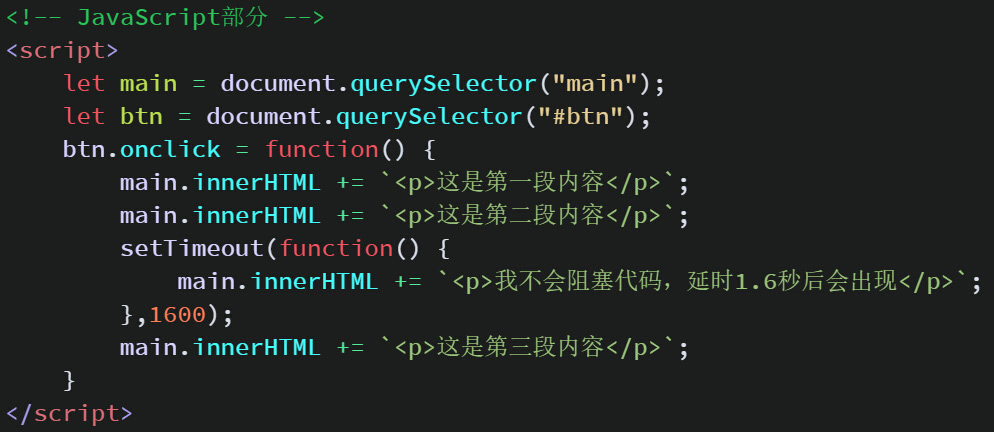 <!-- JavaScript部分 -->
<script>
    let main = document.querySelector("main");
    let btn = document.querySelector("#btn");
    btn.onclick = function() {
        main.innerHTML += `<p>这是第一段内容</p>`;
        main.innerHTML += `<p>这是第二段内容</p>`;
        setTimeout(function() {
            main.innerHTML += `<p>我不会阻塞代码，延时1.6秒后会出现</p>`;
        },1600);
        main.innerHTML += `<p>这是第三段内容</p>`;
    }
</script>